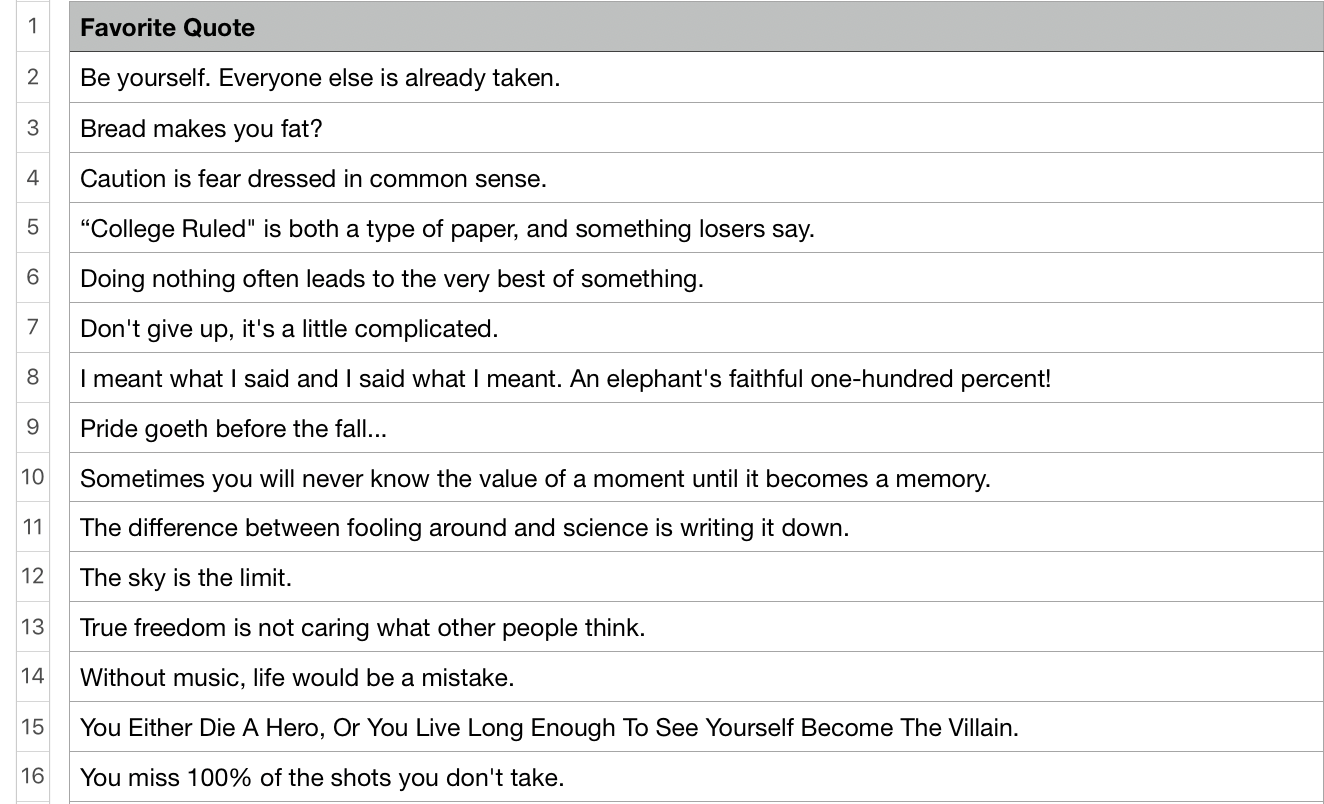 1 Favorite Quote
2 Be yourself. Everyone else is already taken.
3 Bread makes you fat?
4 Caution is fear dressed in common sense.
5 “College Ruled" is both a type of paper, and something losers say.
6 Doing nothing often leads to the very best of something.
7 Don't give up, it's a little complicated.
8 I meant what I said and I said what I meant. An elephant's faithful one-hundred percent!
9 Pride goeth before the fall...
10 Sometimes you will never know the value of a moment until it becomes a memory.
11 The difference between fooling around and science is writing it down.
12 The sky is the limit.
13 True freedom is not caring what other people think.
14 Without music, life would be a mistake.
15 You Either Die A Hero, Or You Live Long Enough To See Yourself Become The Villain.
16 You miss 100% of the shots you don't take.